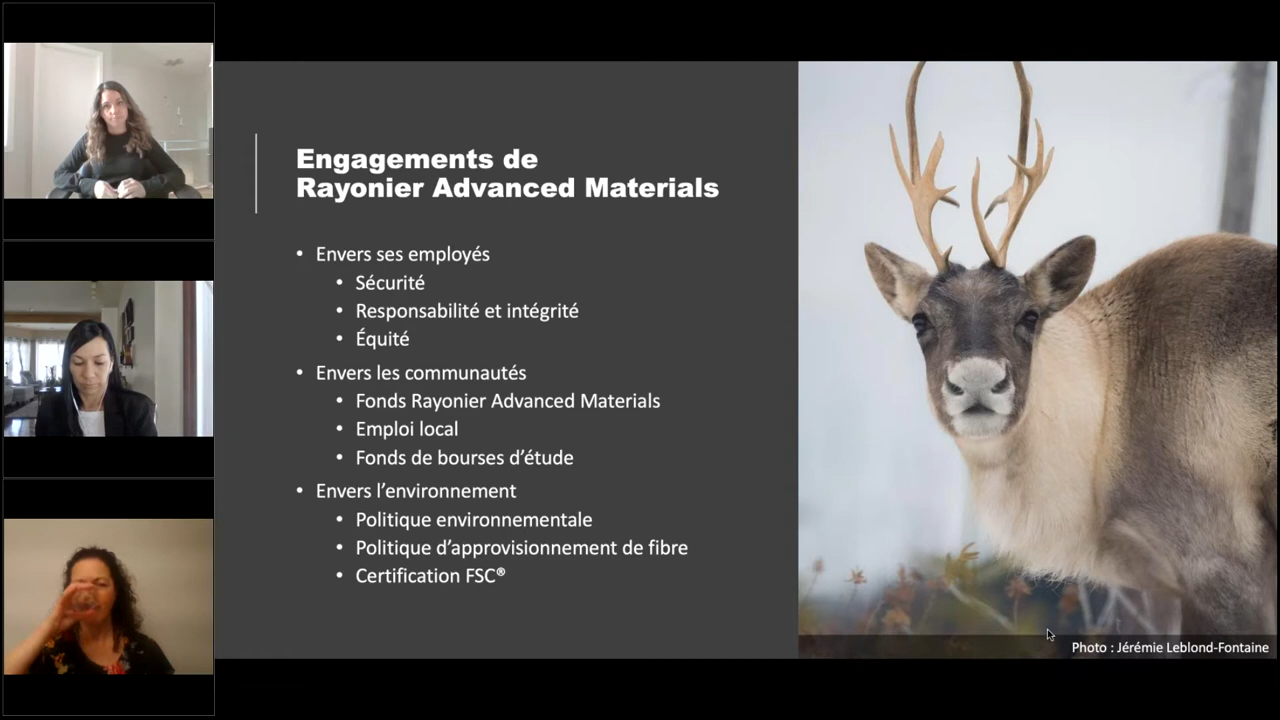 Engagements de
Rayonier Advanced Materials
• Envers ses employés
• Sécurité
• Responsabilité et intégrité
• Équité
• Envers les communautés
• Fonds Rayonier Advanced Materials
• Emploi local
• Fonds de bourses d’étude
• Envers l’environnement
• Politique environnementale
• Politique d’approvisionnement de fibre
• Certification FSC®
Photo : Jérémie Leblond-Fontaine